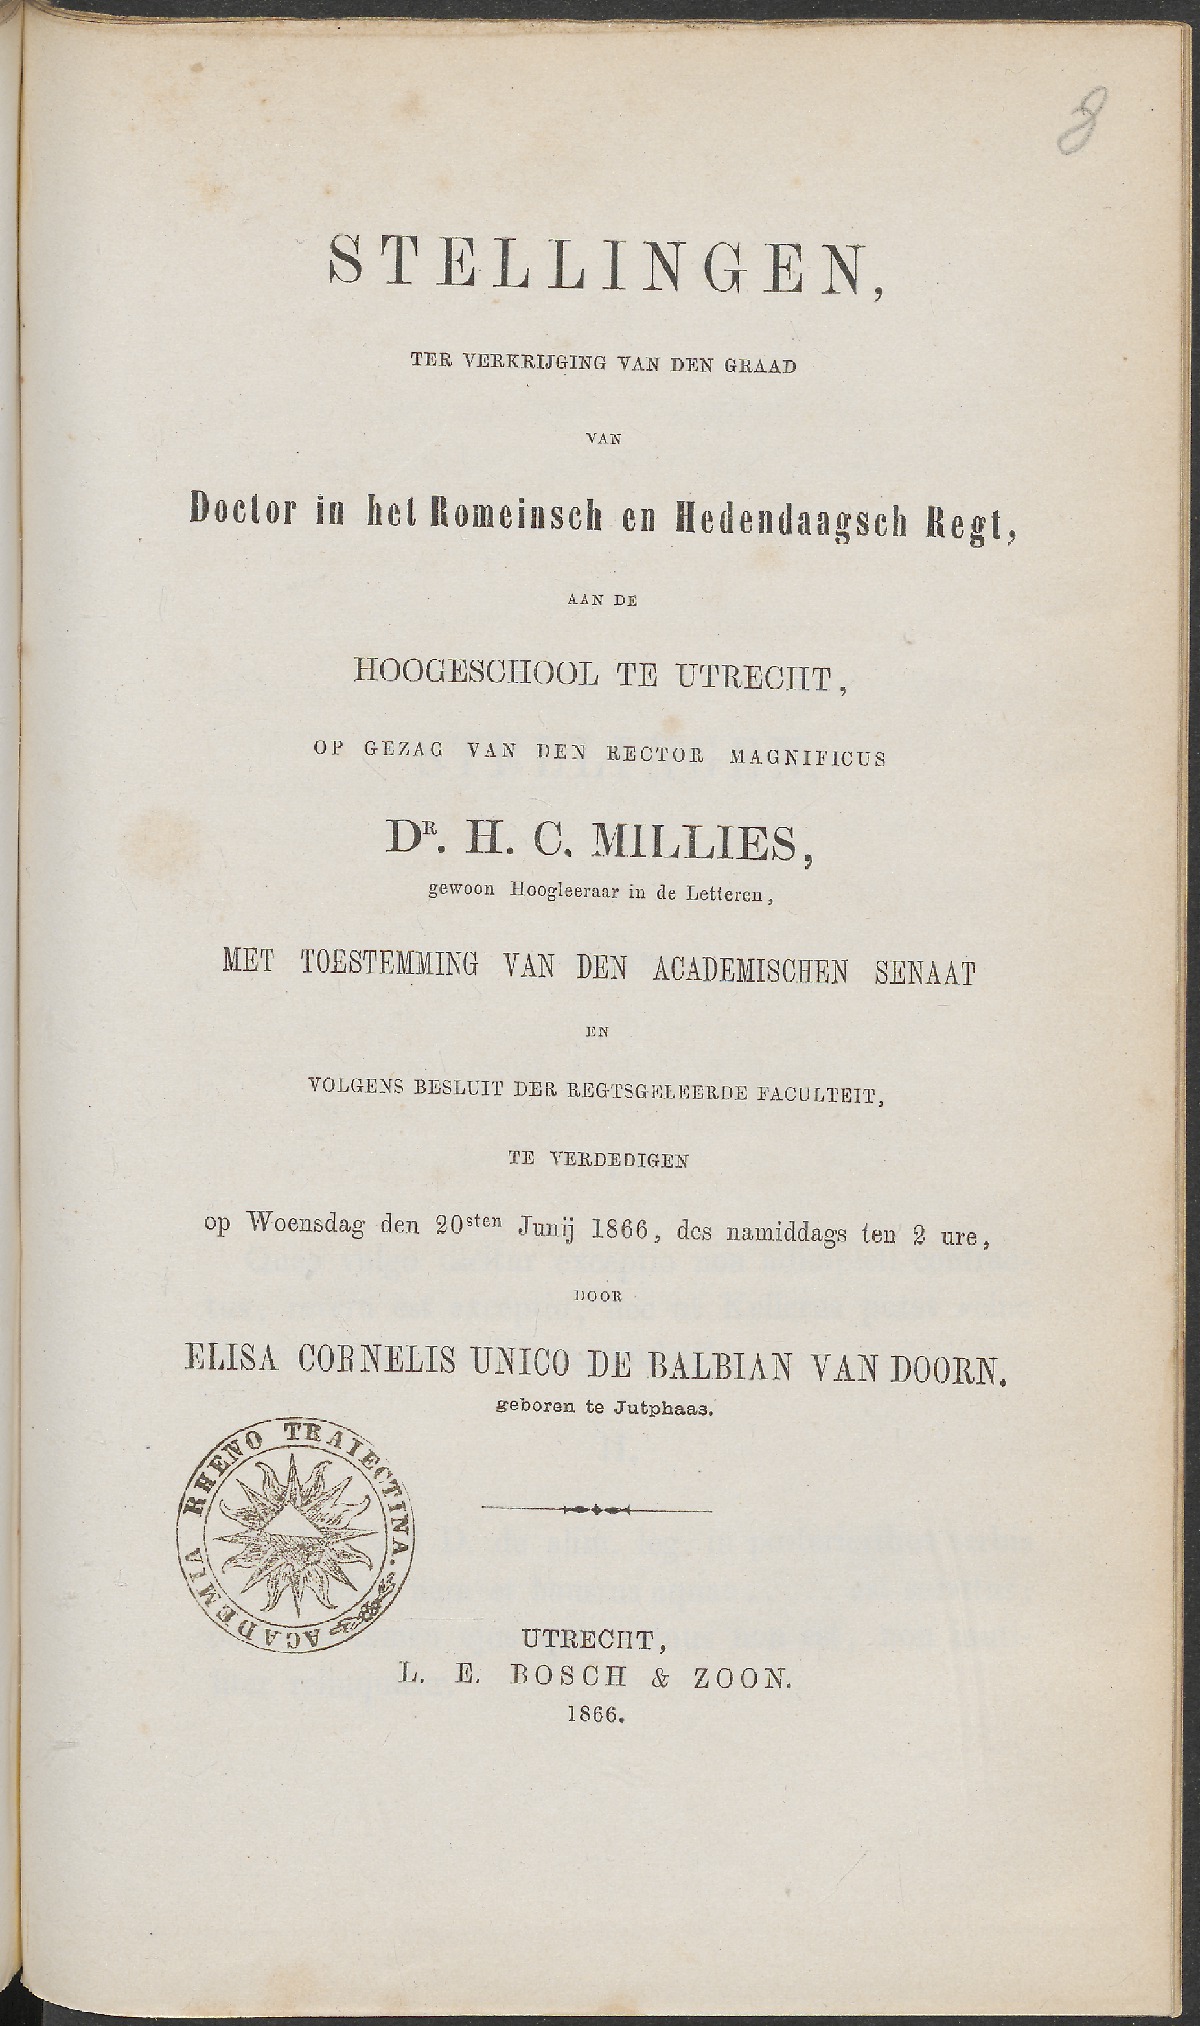 8
STELLINGEN,
TER VERKRIJGING VAN DEN GRAAD
VAN
Doctor in het Romeinsch en Hedendaagsch Regt,
AAN DE
HOOGESCHOOL TE UTRECHT,
OP GEZAG VAN DEN RECTOR MAGNIFICUS
DR. H. C. MILLIES,
gewoon Hoogleeraar in de Letteren,
MET TOESTEMMING VAN DEN ACADEMISCHEN SENAAT
EN
VOLGENS BESLUIT DER REGTSGELEERDE FACULTEIT,
TE VERDEDIGEN
op Woensdag den 20sten Junij 1866, des namiddags ten 2 ure,
DOOR
ELISA CORNELIS UNICO DE BALBIAN VAN DOORN.
geboren te Jutphaas.
ACADEMIA RHENO TRAIECTINA.
UTRECHT,
L. E. BOSCH & ZOON.
1866.